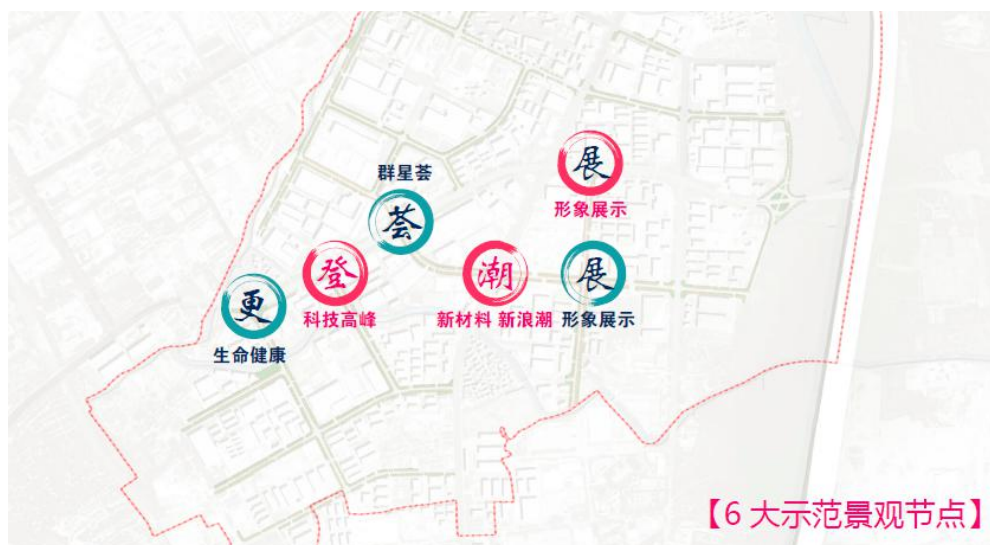 群星荟
荟
展
形象展示
登
科技高峰
潮
新材料 新浪潮
展
形象展示
更
生命健康
【6 大示范景观节点】